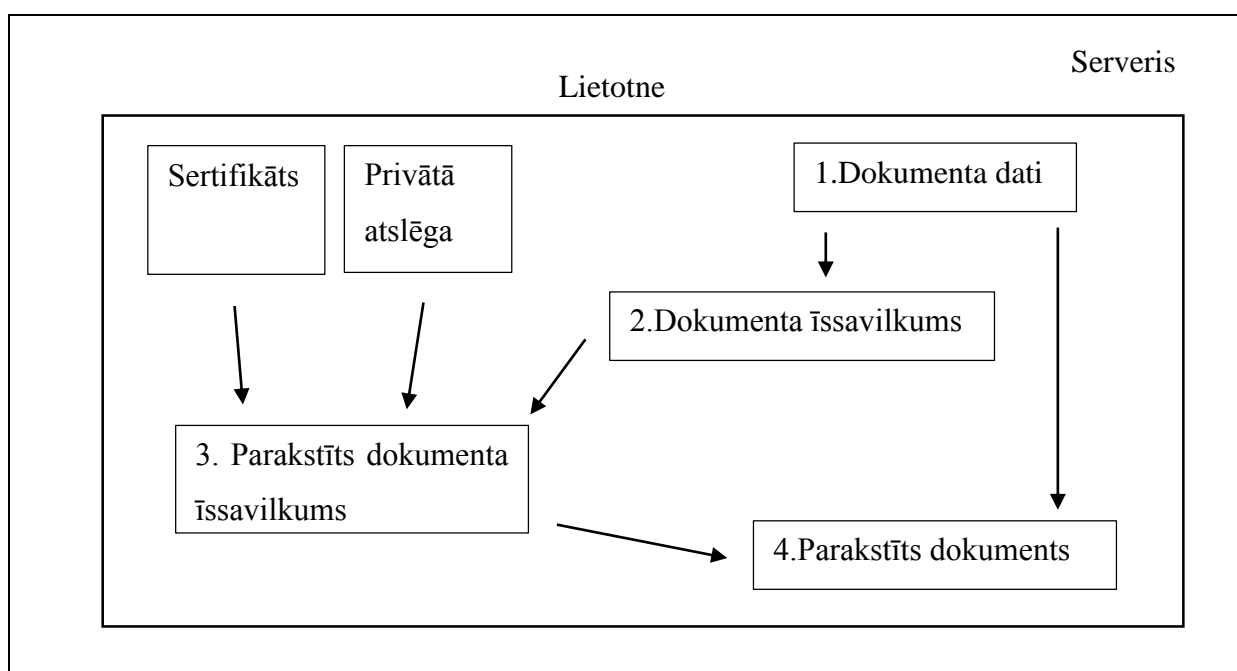 Serveris
Lietotne
Sertifikāts
Privātā
atslēga
1.Dokumenta dati
2.Dokumenta īssavilkums
3. Parakstīts dokumenta
īssavilkums
4.Parakstīts dokuments